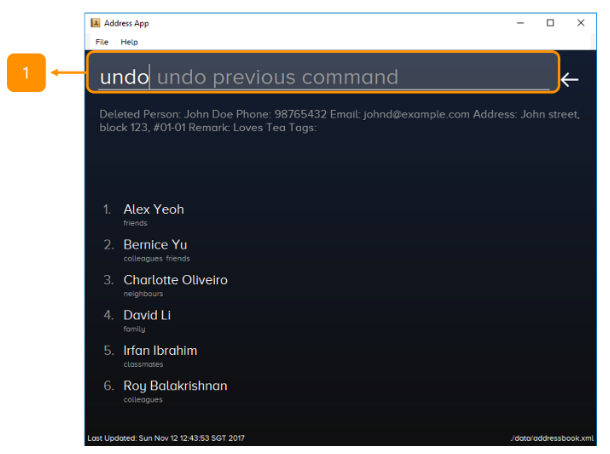 Address App
File Help
1
undo undo previous command
Deleted Person: John Doe Phone: 98765432 Email: johnd@example.com Address: John street,
block 123, #01-01 Remark: Loves Tea Tags:
1. Alex Yeoh
friends
2. Bernice Yu
colleagues friends
3. Charlotte Oliveiro
neighbours
4. David Li
family
5. Irfan Ibrahim
classmates
6. Roy Balakrishnan
colleagues
Last Updated: Sun Nov 12 12:43:53 SGT 2017 ./data/addressbook.xml